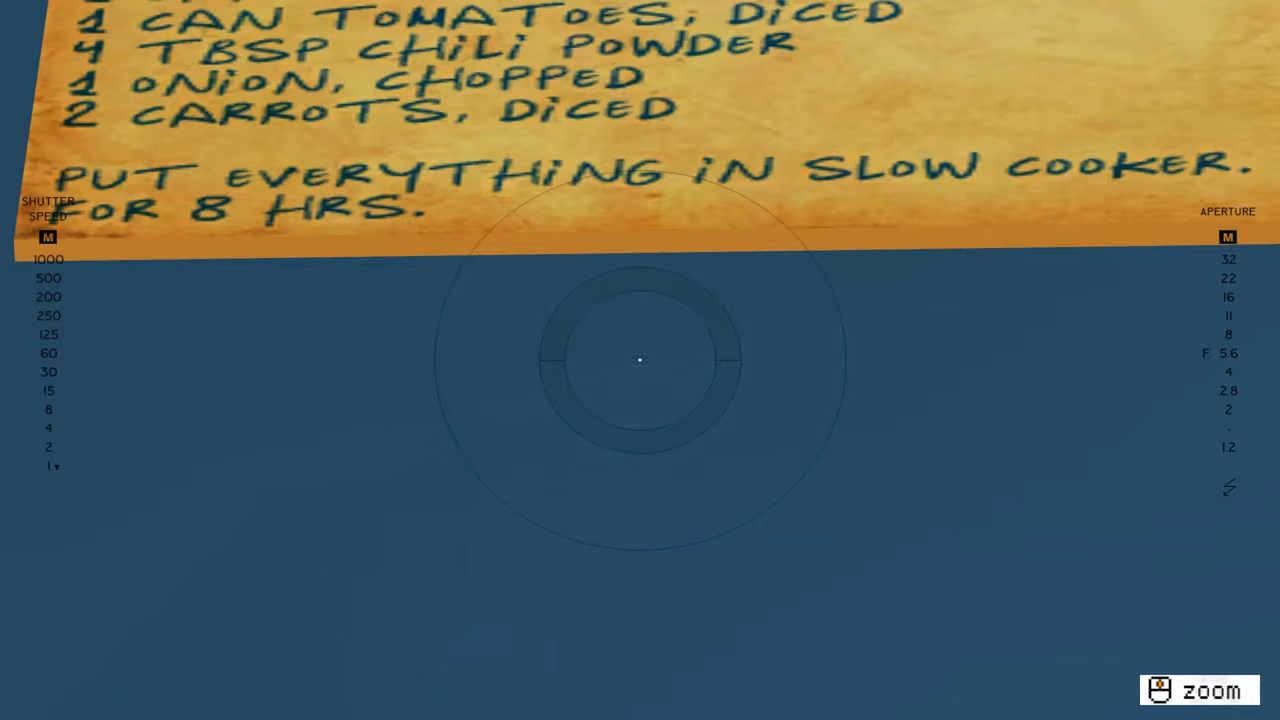 1 CAN TOMATOES, DiCED
4 TBSP CHiLi POWDER
1 ONiON, CHOPPED
2 CARROTS, DiCED
PUT EVERYTHiNG iN SLOW COOKER.
FOR 8 HRS.
SHUTTER
SPEED
M
1000
500
200
250
125
60
30
15
8
4
2
1
APERTURE
M
32
22
16
11
8
F 5.6
4
2.8
2
.
1.2
zoom